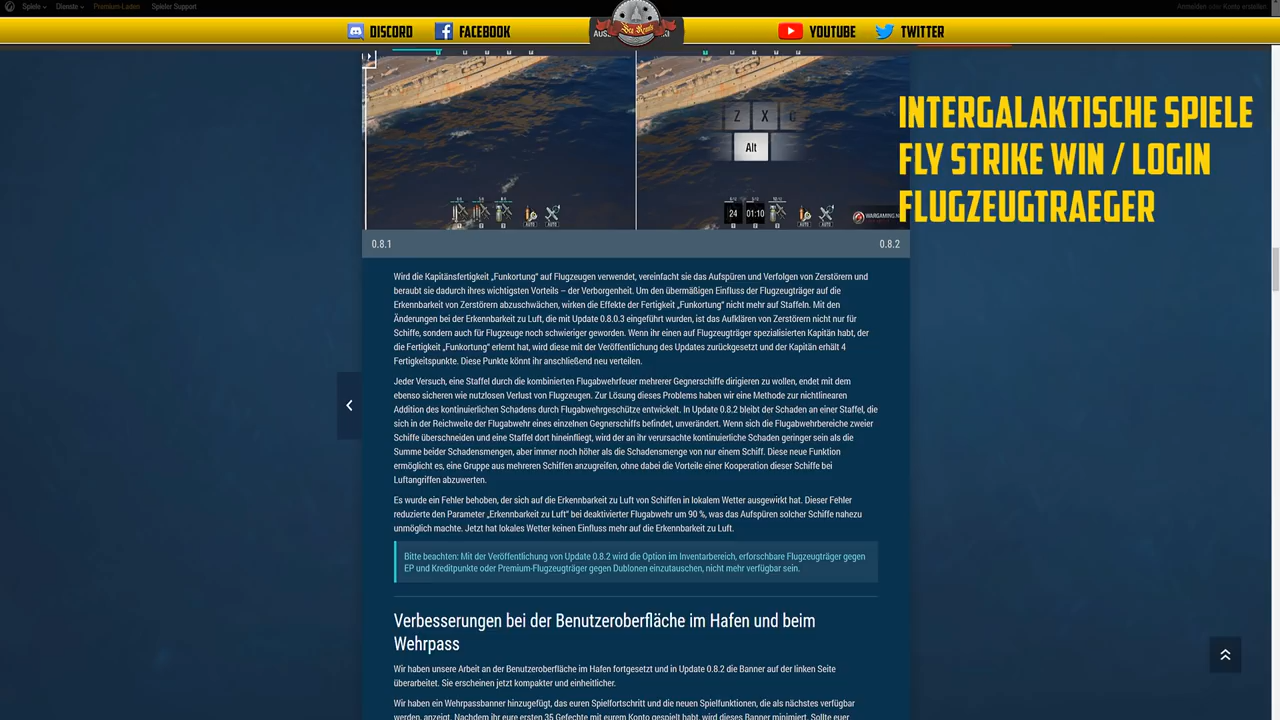 Spiele
Dienste
Premium-Laden
Spieler Support
Anmelden oder Konto erstellen
DISCORD
FACEBOOK
YOUTUBE
TWITTER
Z X
Alt
24 01:10
AUTO AUTO
AUTO AUTO
WARGAMING.N
INTERGALAKTISCHE SPIELE
FLY STRIKE WIN / LOGIN
FLUGZEUGTRAEGER
0.8.1
0.8.2
Wird die Kapitänsfertigkeit „Funkortung" auf Flugzeugen verwendet, vereinfacht sie das Aufspüren und Verfolgen von Zerstörern und
beraubt sie dadurch ihres wichtigsten Vorteils – der Verborgenheit. Um den übermäßigen Einfluss der Flugzeugträger auf die
Erkennbarkeit von Zerstörern abzuschwächen, wirken die Effekte der Fertigkeit „Funkortung" nicht mehr auf Staffeln. Mit den
Änderungen bei der Erkennbarkeit zu Luft, die mit Update 0.8.0.3 eingeführt wurden, ist das Aufklären von Zerstörern nicht nur für
Schiffe, sondern auch für Flugzeuge noch schwieriger geworden. Wenn ihr einen auf Flugzeugträger spezialisierten Kapitän habt, der
die Fertigkeit „Funkortung" erlernt hat, wird diese mit der Veröffentlichung des Updates zurückgesetzt und der Kapitän erhält 4
Fertigkeitspunkte. Diese Punkte könnt ihr anschließend neu verteilen.
Jeder Versuch, eine Staffel durch die kombinierten Flugabwehrfeuer mehrerer Gegnerschiffe dirigieren zu wollen, endet mit dem
ebenso sicheren wie nutzlosen Verlust von Flugzeugen. Zur Lösung dieses Problems haben wir eine Methode zur nichtlinearen
Addition des kontinuierlichen Schadens durch Flugabwehrgeschütze entwickelt. In Update 0.8.2 bleibt der Schaden an einer Staffel, die
sich in der Reichweite der Flugabwehr eines einzelnen Gegnerschiffs befindet, unverändert. Wenn sich die Flugabwehrbereiche zweier
Schiffe überschneiden und eine Staffel dort hineinfliegt, wird der an ihr verursachte kontinuierliche Schaden geringer sein als die
Summe beider Schadensmengen, aber immer noch höher als die Schadensmenge von nur einem Schiff. Diese neue Funktion
ermöglicht es, eine Gruppe aus mehreren Schiffen anzugreifen, ohne dabei die Vorteile einer Kooperation dieser Schiffe bei
Luftangriffen abzuwerten.
Es wurde ein Fehler behoben, der sich auf die Erkennbarkeit zu Luft von Schiffen in lokalem Wetter ausgewirkt hat. Dieser Fehler
reduzierte den Parameter „Erkennbarkeit zu Luft" bei deaktivierter Flugabwehr um 90 %, was das Aufspüren solcher Schiffe nahezu
unmöglich machte. Jetzt hat lokales Wetter keinen Einfluss mehr auf die Erkennbarkeit zu Luft.
Bitte beachten: Mit der Veröffentlichung von Update 0.8.2 wird die Option im Inventarbereich, erforschbare Flugzeugträger gegen
EP und Kreditpunkte oder Premium-Flugzeugträger gegen Dublonen einzutauschen, nicht mehr verfügbar sein.
Verbesserungen bei der Benutzeroberfläche im Hafen und beim
Wehrpass
Wir haben unsere Arbeit an der Benutzeroberfläche im Hafen fortgesetzt und in Update 0.8.2 die Banner auf der linken Seite
überarbeitet. Sie erscheinen jetzt kompakter und einheitlicher.
Wir haben ein Wehrpassbanner hinzugefügt, das euren Spielfortschritt und die neuen Spielfunktionen, die als nächstes verfügbar
werden, anzeigt. Nachdem ihr eure ersten 35 Gefechte mit eurem Konto gespielt habt, wird dieses Banner minimiert. Sollte euer